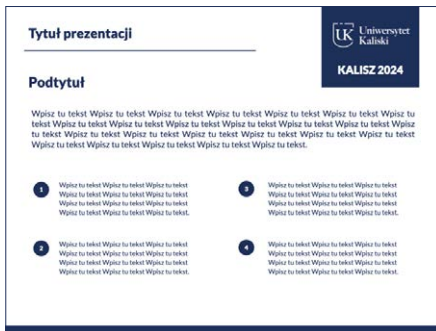 Tytuł prezentacji
UK Uniwersytet
Kaliski
KALISZ 2024
Podtytuł
Wpisz tu tekst Wpisz tu tekst Wpisz tu tekst Wpisz tu tekst Wpisz tu tekst Wpisz tu tekst Wpisz tu
tekst Wpisz tu tekst Wpisz tu tekst Wpisz tu tekst Wpisz tu tekst Wpisz tu tekst Wpisz tu tekst Wpisz
tu tekst Wpisz tu tekst Wpisz tu tekst Wpisz tu tekst Wpisz tu tekst Wpisz tu tekst Wpisz tu tekst
Wpisz tu tekst Wpisz tu tekst Wpisz tu tekst Wpisz tu tekst Wpisz tu tekst.
1
Wpisz tu tekst Wpisz tu tekst Wpisz tu tekst
Wpisz tu tekst Wpisz tu tekst Wpisz tu tekst
Wpisz tu tekst Wpisz tu tekst Wpisz tu tekst
Wpisz tu tekst Wpisz tu tekst Wpisz tu tekst.
2
Wpisz tu tekst Wpisz tu tekst Wpisz tu tekst
Wpisz tu tekst Wpisz tu tekst Wpisz tu tekst
Wpisz tu tekst Wpisz tu tekst Wpisz tu tekst
Wpisz tu tekst Wpisz tu tekst Wpisz tu tekst.
3
Wpisz tu tekst Wpisz tu tekst Wpisz tu tekst
Wpisz tu tekst Wpisz tu tekst Wpisz tu tekst
Wpisz tu tekst Wpisz tu tekst Wpisz tu tekst
Wpisz tu tekst Wpisz tu tekst Wpisz tu tekst.
4
Wpisz tu tekst Wpisz tu tekst Wpisz tu tekst
Wpisz tu tekst Wpisz tu tekst Wpisz tu tekst
Wpisz tu tekst Wpisz tu tekst Wpisz tu tekst
Wpisz tu tekst Wpisz tu tekst Wpisz tu tekst.